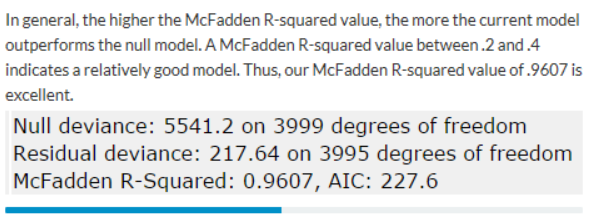 In general, the higher the McFadden R-squared value, the more the current model
outperforms the null model. A McFadden R-squared value between .2 and .4
indicates a relatively good model. Thus, our McFadden R-squared value of .9607 is
excellent.
Null deviance: 5541.2 on 3999 degrees of freedom
Residual deviance: 217.64 on 3995 degrees of freedom
McFadden R-Squared: 0.9607, AIC: 227.6